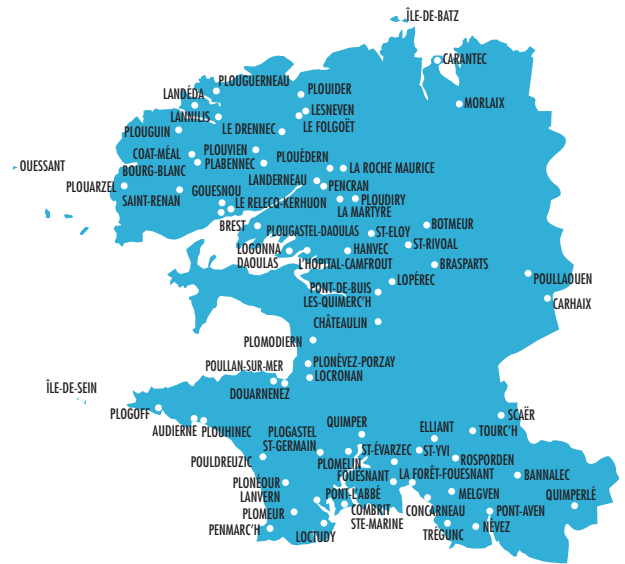 ÎLE-DE-BATZ
CARANTEC
PLOUGUERNEAU
PLOUIDER
LANDÉDA
MORLAIX
LESNEVEN
LANNILIS
LE FOLGOËT
PLOUGUIN
LE DRENNEC
PLOUVIEN
COAT-MÉAL
PLABENNEC
PLOUÉDERN
OUESSANT
BOURG-BLANC
LA ROCHE MAURICE
LANDERNEAU
PLOUARZEL
PENCRAN
SAINT-RENAN
GOUESNOU
LE RELECQ-KERHUON
PLOUDIRY
LA MARTYRE
BREST
PLOUGASTEL-DAOULAS
ST-ELOY
BOTMEUR
LOGONNA
DAOULAS
HANVEC
ST-RIVOAL
L'HOPITAL-CAMFROUT
BRASPARTS
POULLAOUEN
LOPÉREC
PONT-DE-BUIS
LES-QUIMERC'H
CARHAIX
CHÂTEAULIN
PLOMODIERN
POULLAN-SUR-MER
PLONÉVEZ-PORZAY
LOCRONAN
ÎLE-DE-SEIN
DOUARNENEZ
PLOGOFF
SCAËR
AUDIERNE
PLOUHINEC
QUIMPER
ELLIANT
TOURC'H
PLOGASTEL
ST-GERMAIN
ST-ÉVARZEC
ST-YVI
POULDREUZIC
PLOMELIN
ROSPORDEN
FOUESNANT
LA FORÊT-FOUESNANT
BANNALEC
PLONÉOUR
LANVERN
PONT-L'ABBÉ
MELGVEN
QUIMPERLÉ
PLOMEUR
COMBRIT
STE-MARINE
CONCARNEAU
PONT-AVEN
PENMARC'H
LOCTUDY
TRÉGUNC
NÉVEZ